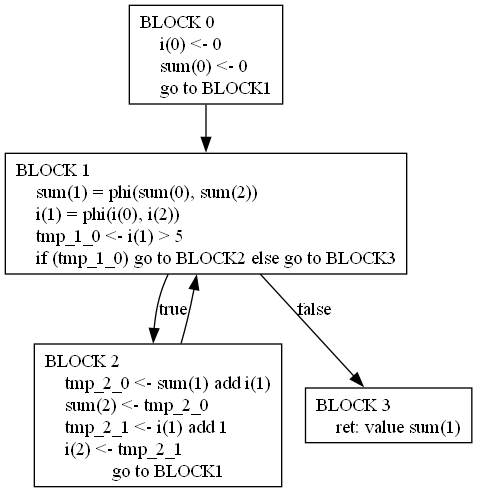 BLOCK 0
i(0) <- 0
sum(0) <- 0
go to BLOCK1
BLOCK 1
sum(1) = phi(sum(0), sum(2))
i(1) = phi(i(0), i(2))
tmp_1_0 <- i(1) > 5
if (tmp_1_0) go to BLOCK2 else go to BLOCK3
true
false
BLOCK 2
tmp_2_0 <- sum(1) add i(1)
sum(2) <- tmp_2_0
tmp_2_1 <- i(1) add 1
i(2) <- tmp_2_1
go to BLOCK1
BLOCK 3
ret: value sum(1)